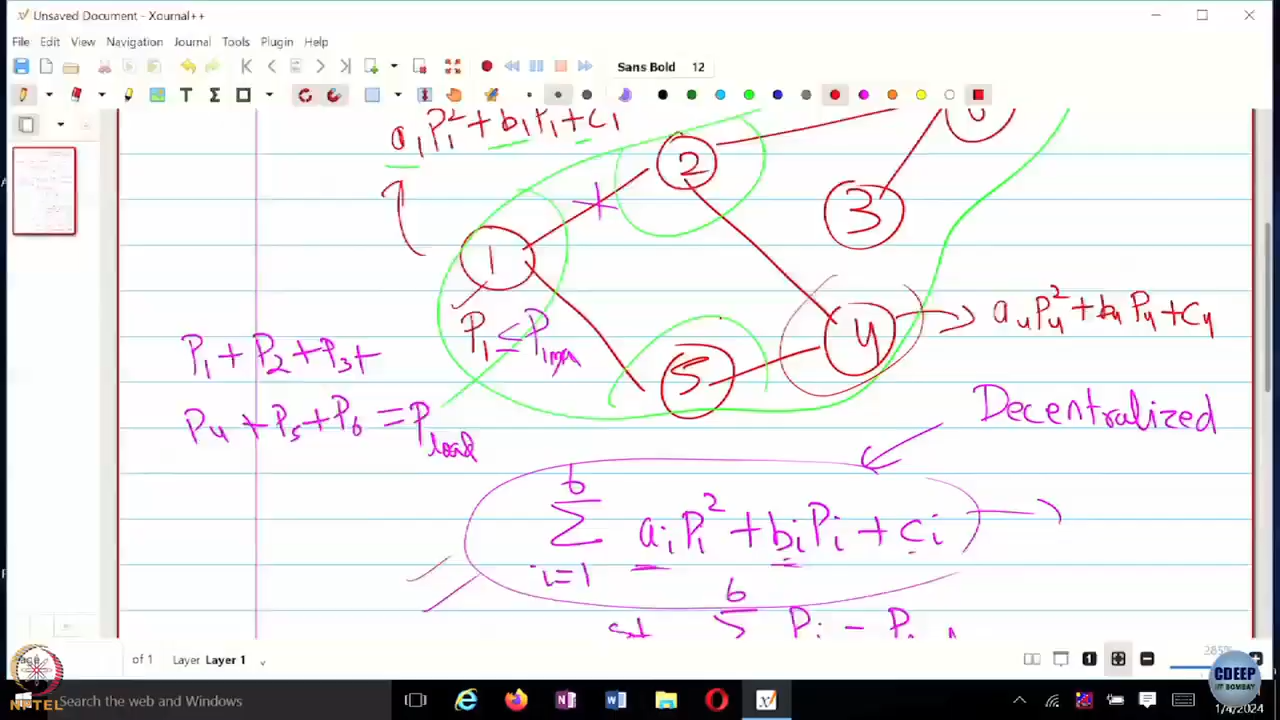 Unsaved Document - Xournal++
File Edit View Navigation Journal Tools Plugin Help
Sans Bold 12
a₁P₁² + b₁P₁ + c₁
2
3
1
P₁ ≤ P₁max
4
a₄P₄² + b₄P₄ + c₄
5
P₁ + P₂ + P₃ +
P₄ + P₅ + P₆ = Pload
Decentralized
6
Σ aᵢPᵢ² + bᵢPᵢ + cᵢ
i=1
6
of 1 Layer Layer 1
285%
NPTEL
Search the web and Windows
CDEEP
IIT BOMBAY
1/4/2024